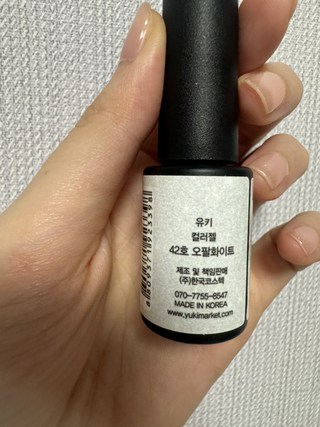 유키
컬러젤
42호 오팔화이트
제조 및 책임판매
(주)한국코스텍
070-7755-6547
MADE IN KOREA
www.yukimarket.com